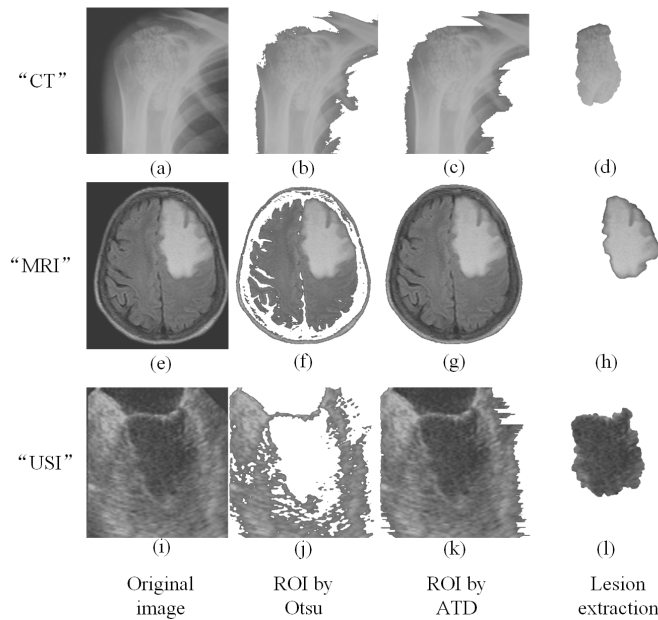 “CT”
(a)
(b)
(c)
(d)
“MRI”
(e)
(f)
(g)
(h)
“USI”
(i)
(j)
(k)
(l)
Original
image
ROI by
Otsu
ROI by
ATD
Lesion
extraction